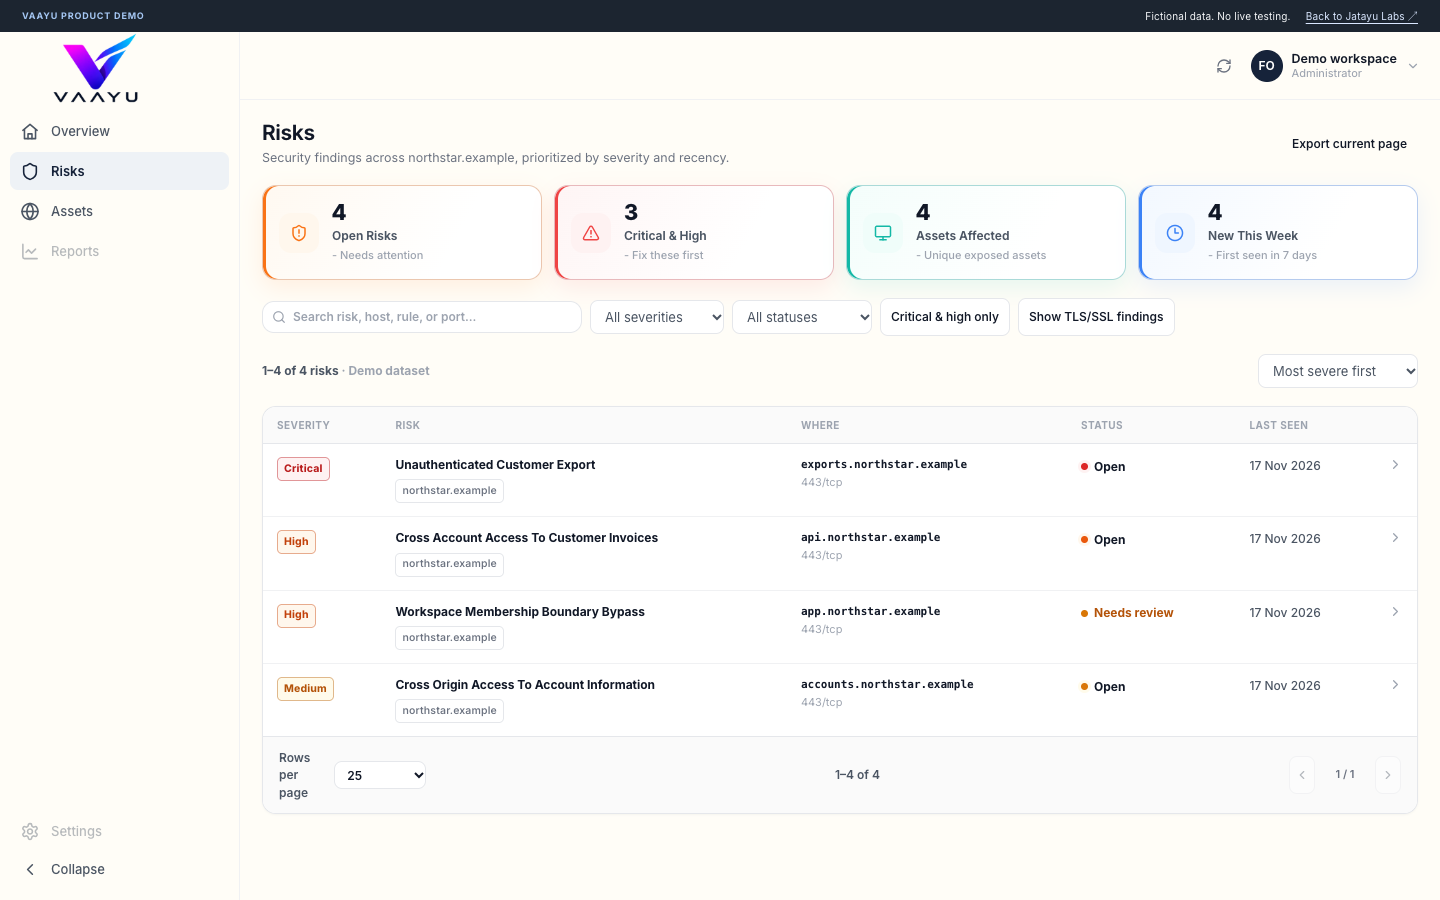 VAAYU PRODUCT DEMO
Fictional data. No live testing.
Back to Jatayu Labs ↗
VAAYU
Demo workspace
FO
Administrator
Overview
Risks
Assets
Reports
Settings
Collapse
Risks
Security findings across northstar.example, prioritized by severity and recency.
Export current page
4
Open Risks
- Needs attention
3
Critical & High
- Fix these first
4
Assets Affected
- Unique exposed assets
4
New This Week
- First seen in 7 days
Search risk, host, rule, or port...
All severities
All statuses
Critical & high only
Show TLS/SSL findings
1–4 of 4 risks · Demo dataset
Most severe first
SEVERITY RISK WHERE STATUS LAST SEEN
Critical Unauthenticated Customer Export exports.northstar.example Open 17 Nov 2026
northstar.example 443/tcp
High Cross Account Access To Customer Invoices api.northstar.example Open 17 Nov 2026
northstar.example 443/tcp
High Workspace Membership Boundary Bypass app.northstar.example Needs review 17 Nov 2026
northstar.example 443/tcp
Medium Cross Origin Access To Account Information accounts.northstar.example Open 17 Nov 2026
northstar.example 443/tcp
Rows
per
page
25
1–4 of 4
1 / 1